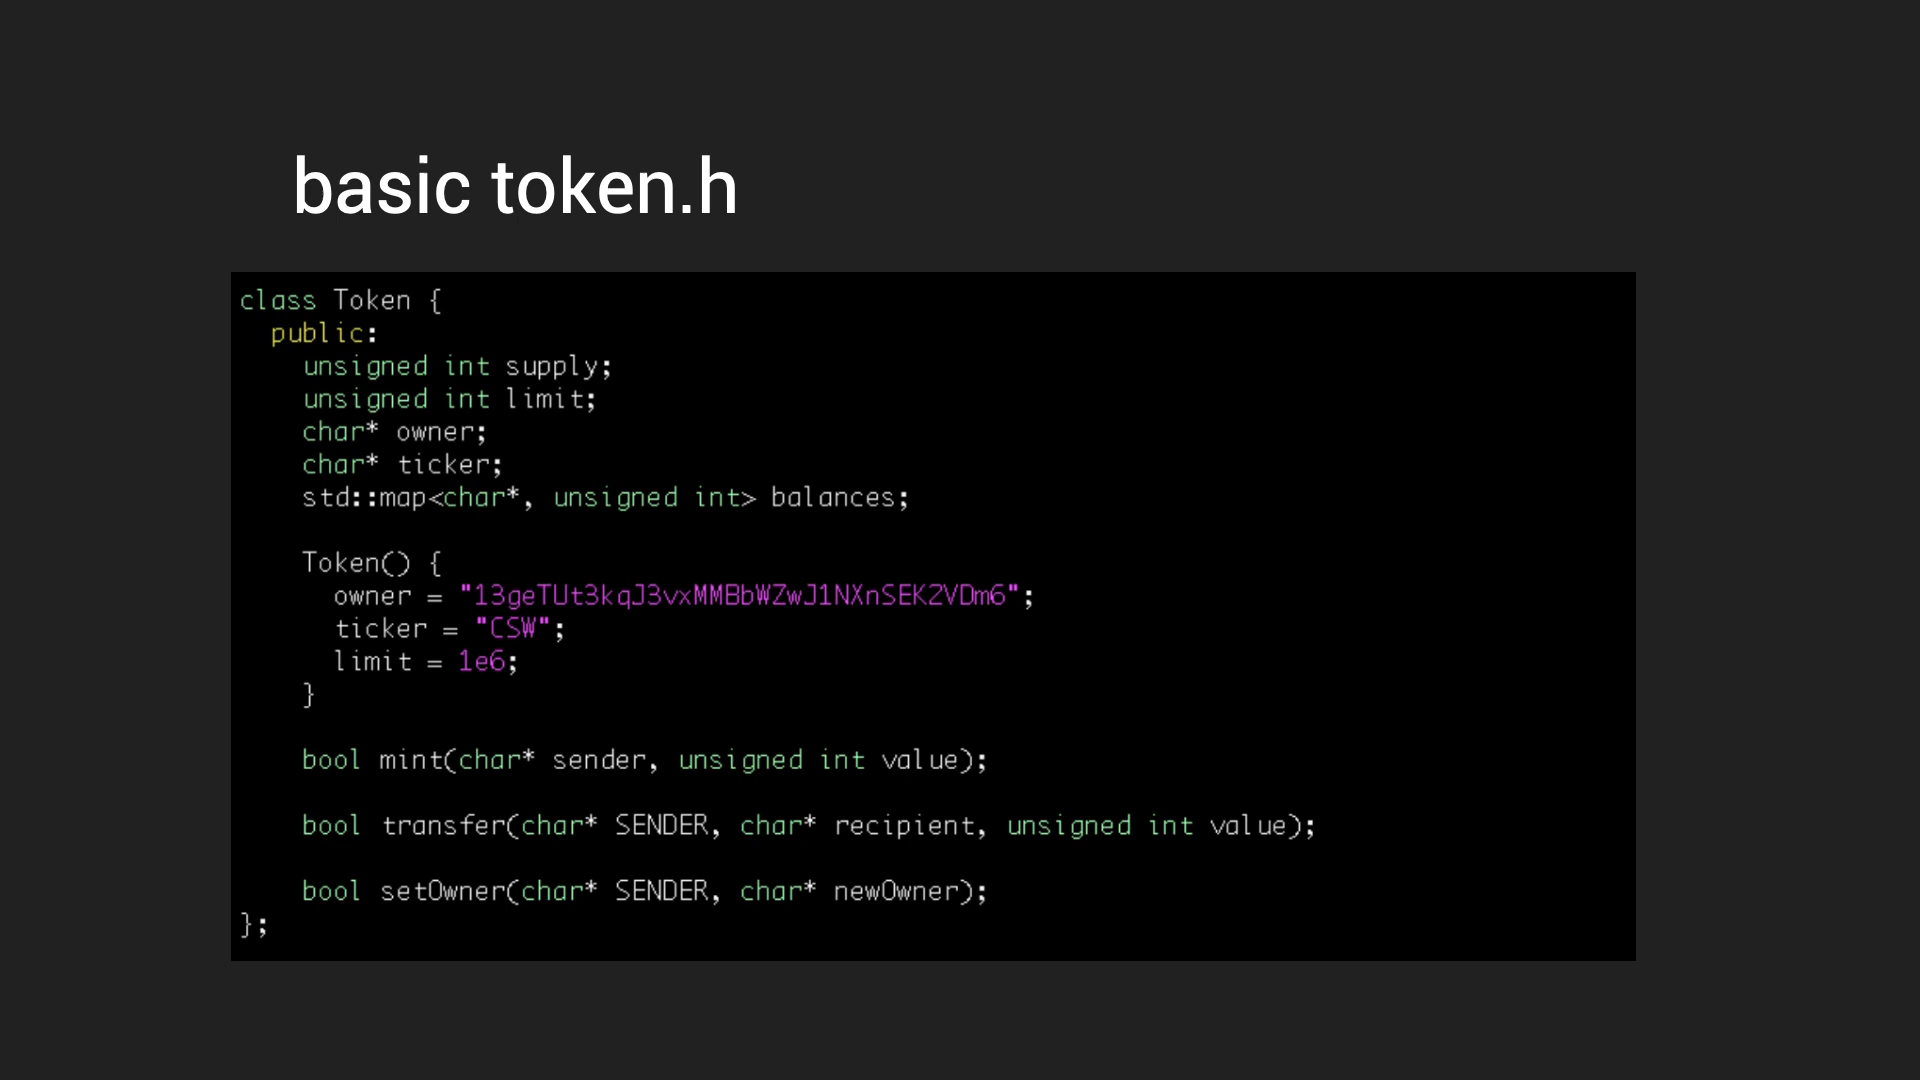 basic token.h
class Token {
  public:
    unsigned int supply;
    unsigned int limit;
    char* owner;
    char* ticker;
    std::map<char*, unsigned int> balances;

    Token() {
      owner = "13geTUt3kqJ3vxMMBbWZwJ1NXnSEK2VDm6";
      ticker = "CSW";
      limit = 1e6;
    }

    bool mint(char* sender, unsigned int value);

    bool transfer(char* SENDER, char* recipient, unsigned int value);

    bool setOwner(char* SENDER, char* newOwner);
};